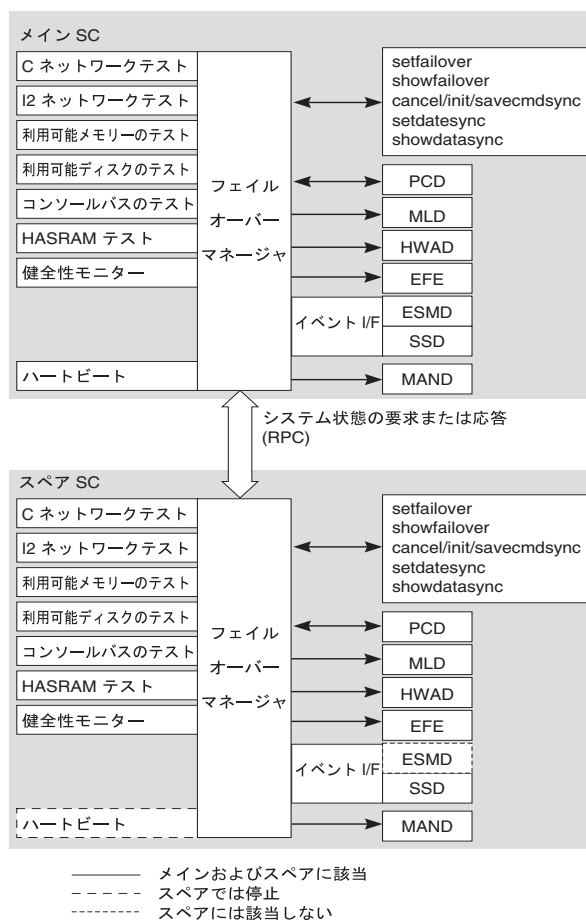 メイン SC
C ネットワークテスト
I2 ネットワークテスト
利用可能メモリーのテスト
利用可能ディスクのテスト
コンソールバスのテスト
HASRAM テスト
健全性モニター
ハートビート
フェイル
オーバー
マネージャ
setfailover
showfailover
cancel/init/savecmdsync
setdatesync
showdatasync
PCD
MLD
HWAD
EFE
イベント I/F
ESMD
SSD
MAND
システム状態の要求または応答
(RPC)
スペア SC
C ネットワークテスト
I2 ネットワークテスト
利用可能メモリーのテスト
利用可能ディスクのテスト
コンソールバスのテスト
HASRAM テスト
健全性モニター
ハートビート
フェイル
オーバー
マネージャ
setfailover
showfailover
cancel/init/savecmdsync
setdatesync
showdatasync
PCD
MLD
HWAD
EFE
イベント I/F
ESMD
SSD
MAND
メインおよびスペアに該当
スペアでは停止
スペアには該当しない